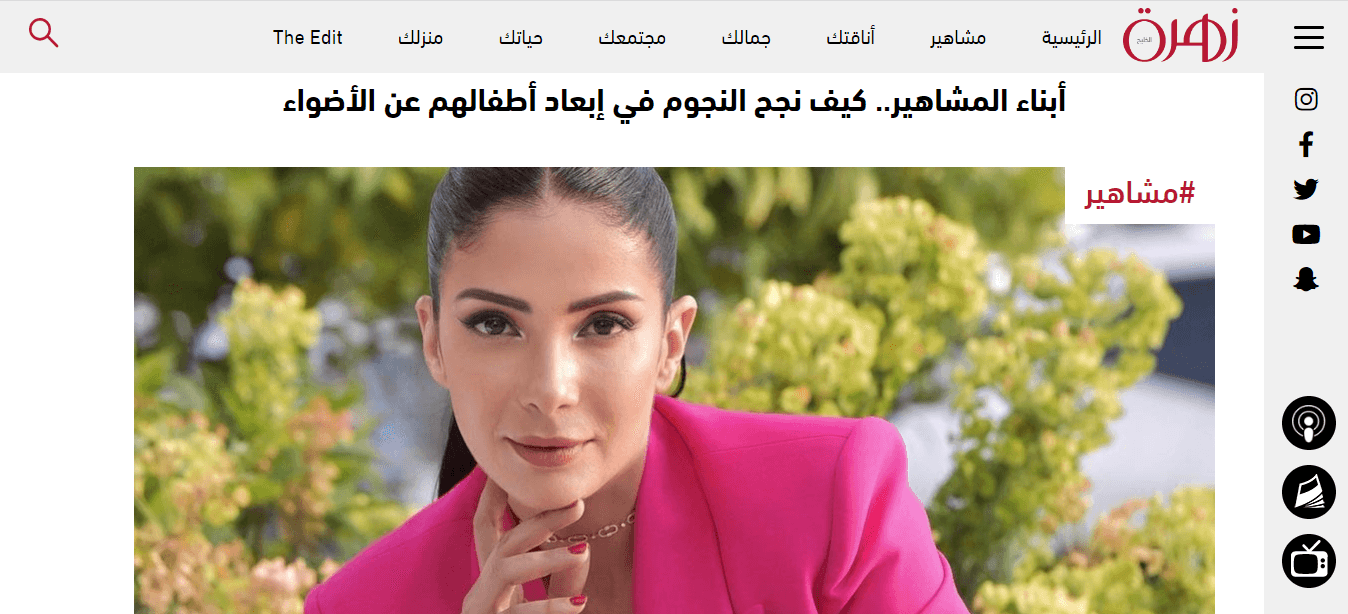 زهرة الخليج
الرئيسية مشاهير أناقتك جمالك مجتمعك حياتك منزلك The Edit
أبناء المشاهير.. كيف نجح النجوم في إبعاد أطفالهم عن الأضواء
#مشاهير